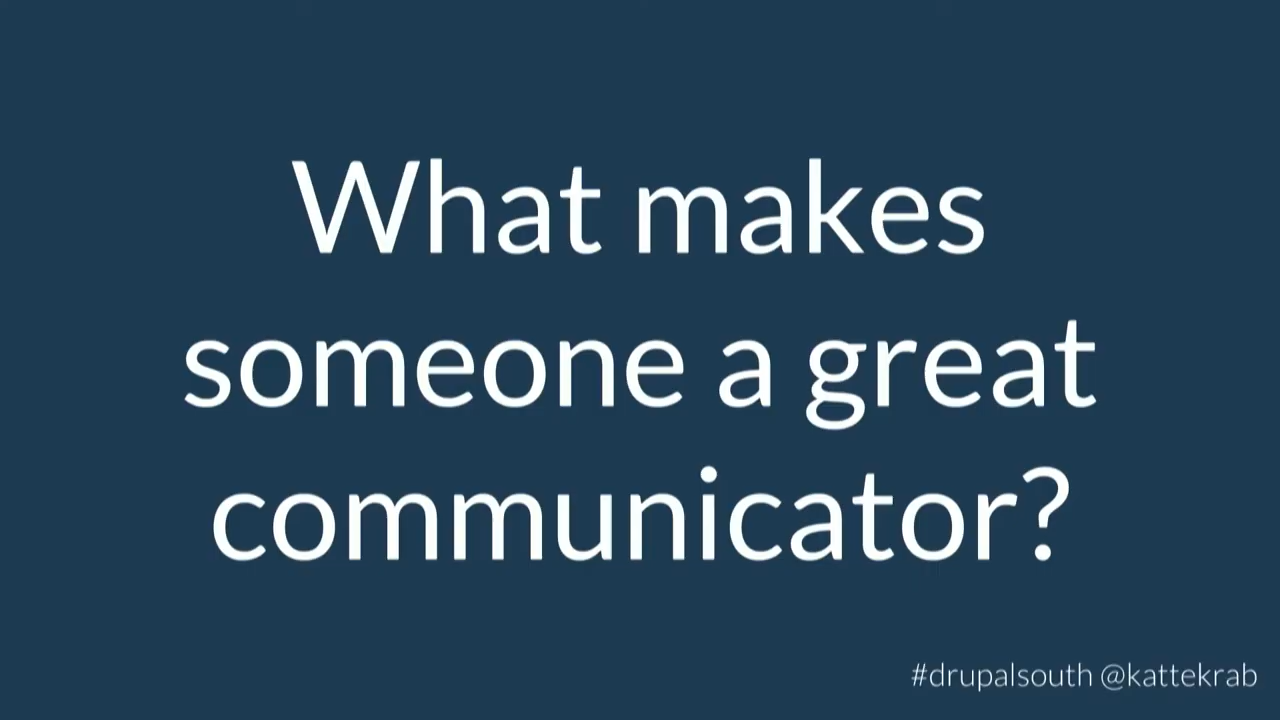 What makes
someone a great
communicator?
#drupalsouth @kattekrab